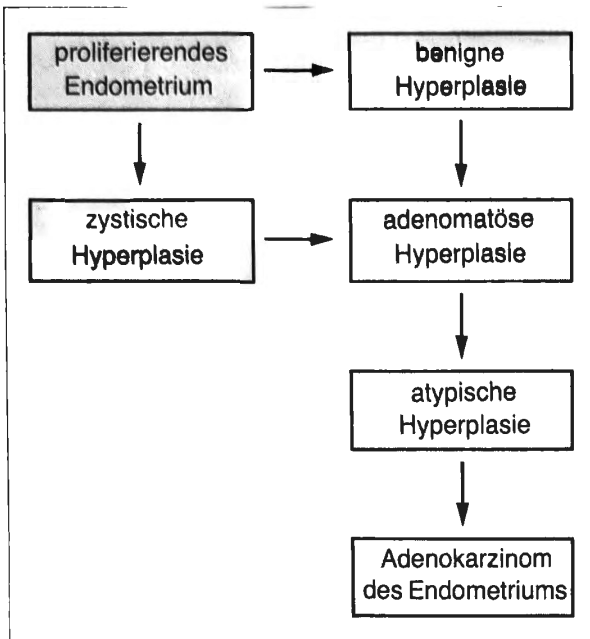 proliferierendes
Endometrium
benigne
Hyperplasie
zystische
Hyperplasie
adenomatöse
Hyperplasie
atypische
Hyperplasie
Adenokarzinom
des Endometriums